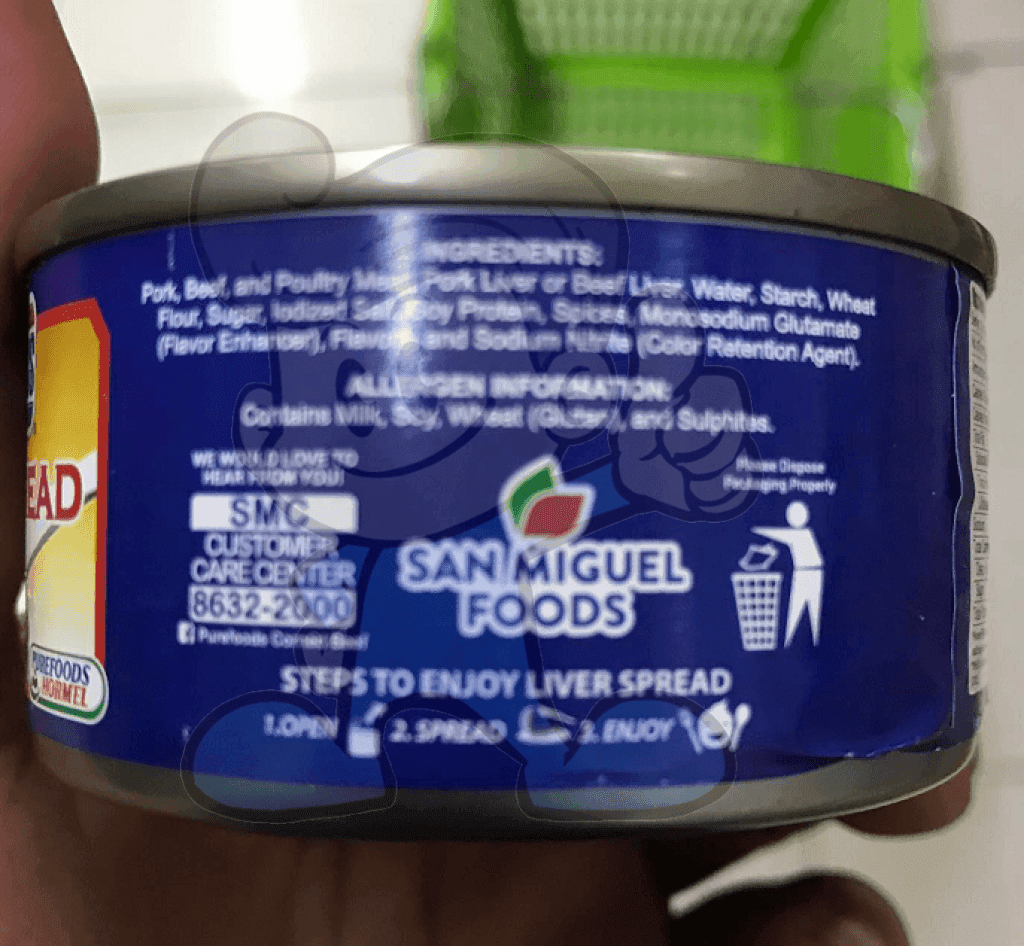 INGREDIENTS:
Pork, Beef, and Poultry Meat, Pork Liver or Beef Liver, Water, Starch, Wheat
Flour, Sugar, Iodized Salt, Soy Protein, Spices, Monosodium Glutamate
(Flavor Enhancer), Flavors and Sodium Nitrite (Color Retention Agent).
ALLERGEN INFORMATION:
Contains Milk, Soy, Wheat (Gluten), and Sulphites.
WE WOULD LOVE TO
HEAR FROM YOU!
SMC
CUSTOMER
CARE CENTER
8632-2000
Purefoods Corned Beef
SAN MIGUEL
FOODS
Please Dispose
Packaging Properly
STEPS TO ENJOY LIVER SPREAD
1. OPEN 2. SPREAD 3. ENJOY
EAD
PUREFOODS
HORMEL